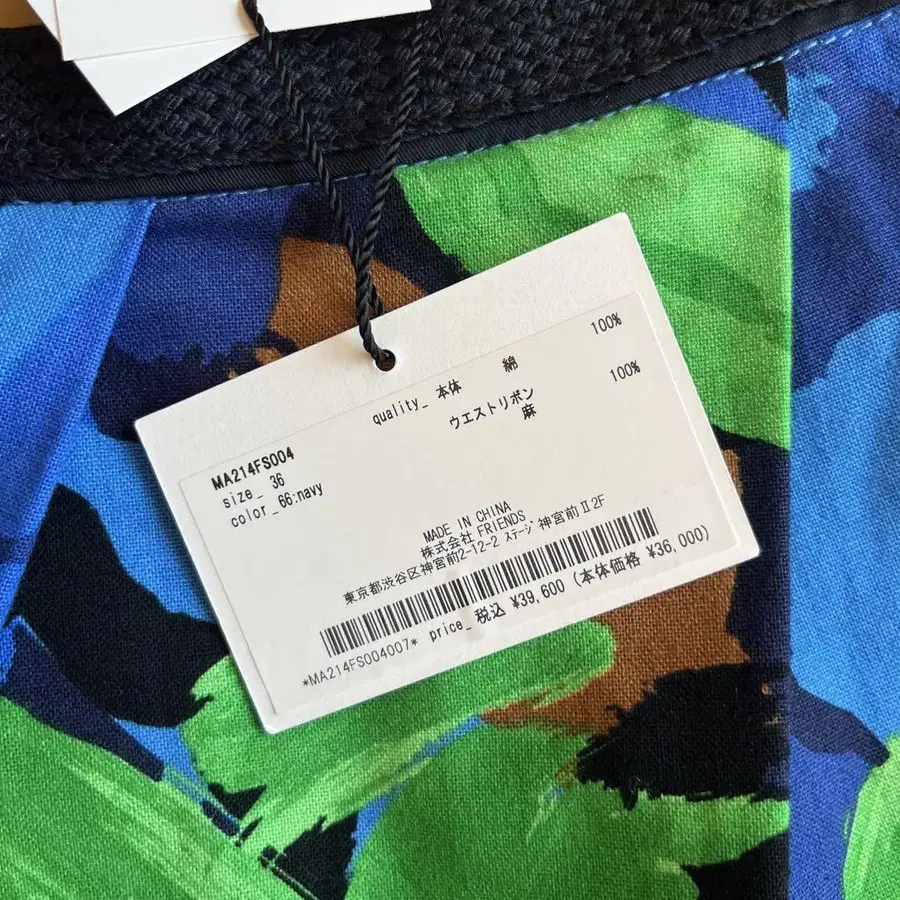 quality_ 本体 綿 100%
ウエストリボン
麻 100%
MA214FS004
size_ 36
color_66:navy
MADE IN CHINA
株式会社 FRIENDS
東京都渋谷区神宮前2-12-2 ｽﾃｰｼﾞ神宮前Ⅱ2F
*MA214FS004007* price_ 税込 ¥39,600 (本体価格 ¥36,000)